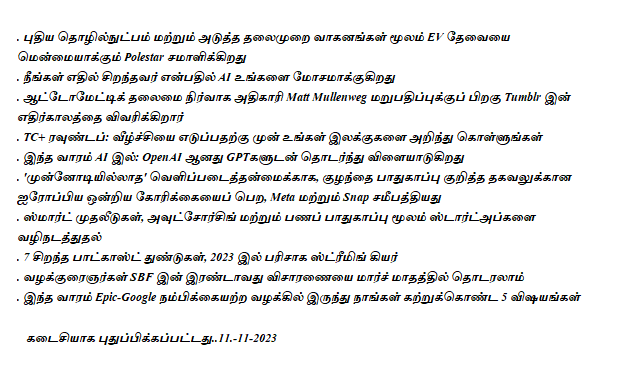 . புதிய தொழில்நுட்பம் மற்றும் அடுத்த தலைமுறை வாகனங்கள் மூலம் EV தேவையை
மென்மையாக்கும் Polestar சமாளிக்கிறது
. நீங்கள் எதில் சிறந்தவர் என்பதில் AI உங்களை மோசமாக்குகிறது
. ஆட்டோமேட்டிக் தலைமை நிர்வாக அதிகாரி Matt Mullenweg மறுபதிப்புக்குப் பிறகு Tumblr இன்
எதிர்காலத்தை விவரிக்கிறார்
. TC+ ரவுண்டப்: வீழ்ச்சியை எடுப்பதற்கு முன் உங்கள் இலக்குகளை அறிந்து கொள்ளுங்கள்
. இந்த வாரம் AI இல்: OpenAI ஆனது GPTகளுடன் தொடர்ந்து விளையாடுகிறது
. 'முன்னோடியில்லாத' வெளிப்படைத்தன்மைக்காக, குழந்தை பாதுகாப்பு குறித்த தகவலுக்கான
ஐரோப்பிய ஒன்றிய கோரிக்கையைப் பெற, Meta மற்றும் Snap சமீபத்தியது
. ஸ்மார்ட் முதலீடுகள், அவுட்சோர்சிங் மற்றும் பணப் பாதுகாப்பு மூலம் ஸ்டார்ட்அப்களை
வழிநடத்துதல்
. 7 சிறந்த பாட்காஸ்ட் துண்டுகள், 2023 இல் பரிசாக ஸ்ட்ரீமிங் கியர்
. வழக்குரைஞர்கள் SBF இன் இரண்டாவது விசாரணையை மார்ச் மாதத்தில் தொடரலாம்
. இந்த வாரம் Epic-Google நம்பிக்கையற்ற வழக்கில் இருந்து நாங்கள் கற்றுக்கொண்ட 5 விஷயங்கள்
கடைசியாக புதுப்பிக்கப்பட்டது..11.-11-2023